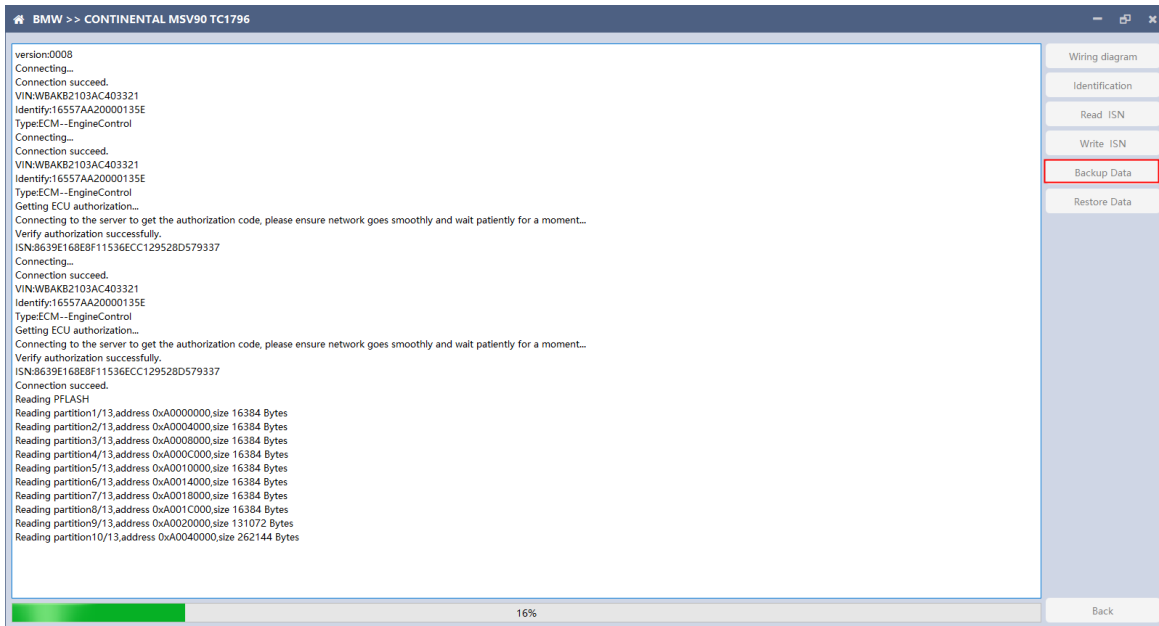 BMW >> CONTINENTAL MSV90 TC1796
version:0008
Connecting...
Connection succeed.
VIN:WBAKB2103AC403321
Identify:16557AA20000135E
Type:ECM--EngineControl
Connecting...
Connection succeed.
VIN:WBAKB2103AC403321
Identify:16557AA20000135E
Type:ECM--EngineControl
Getting ECU authorization...
Connecting to the server to get the authorization code, please ensure network goes smoothly and wait patiently for a moment...
Verify authorization successfully.
ISN:8639E168E8F11536ECC129528D579337
Connecting...
Connection succeed.
VIN:WBAKB2103AC403321
Identify:16557AA20000135E
Type:ECM--EngineControl
Getting ECU authorization...
Connecting to the server to get the authorization code, please ensure network goes smoothly and wait patiently for a moment...
Verify authorization successfully.
ISN:8639E168E8F11536ECC129528D579337
Connection succeed.
Reading PFLASH
Reading partition1/13,address 0xA0000000,size 16384 Bytes
Reading partition2/13,address 0xA0004000,size 16384 Bytes
Reading partition3/13,address 0xA0008000,size 16384 Bytes
Reading partition4/13,address 0xA000C000,size 16384 Bytes
Reading partition5/13,address 0xA0010000,size 16384 Bytes
Reading partition6/13,address 0xA0014000,size 16384 Bytes
Reading partition7/13,address 0xA0018000,size 16384 Bytes
Reading partition8/13,address 0xA001C000,size 16384 Bytes
Reading partition9/13,address 0xA0020000,size 131072 Bytes
Reading partition10/13,address 0xA0040000,size 262144 Bytes
16%
Wiring diagram
Identification
Read ISN
Write ISN
Backup Data
Restore Data
Back